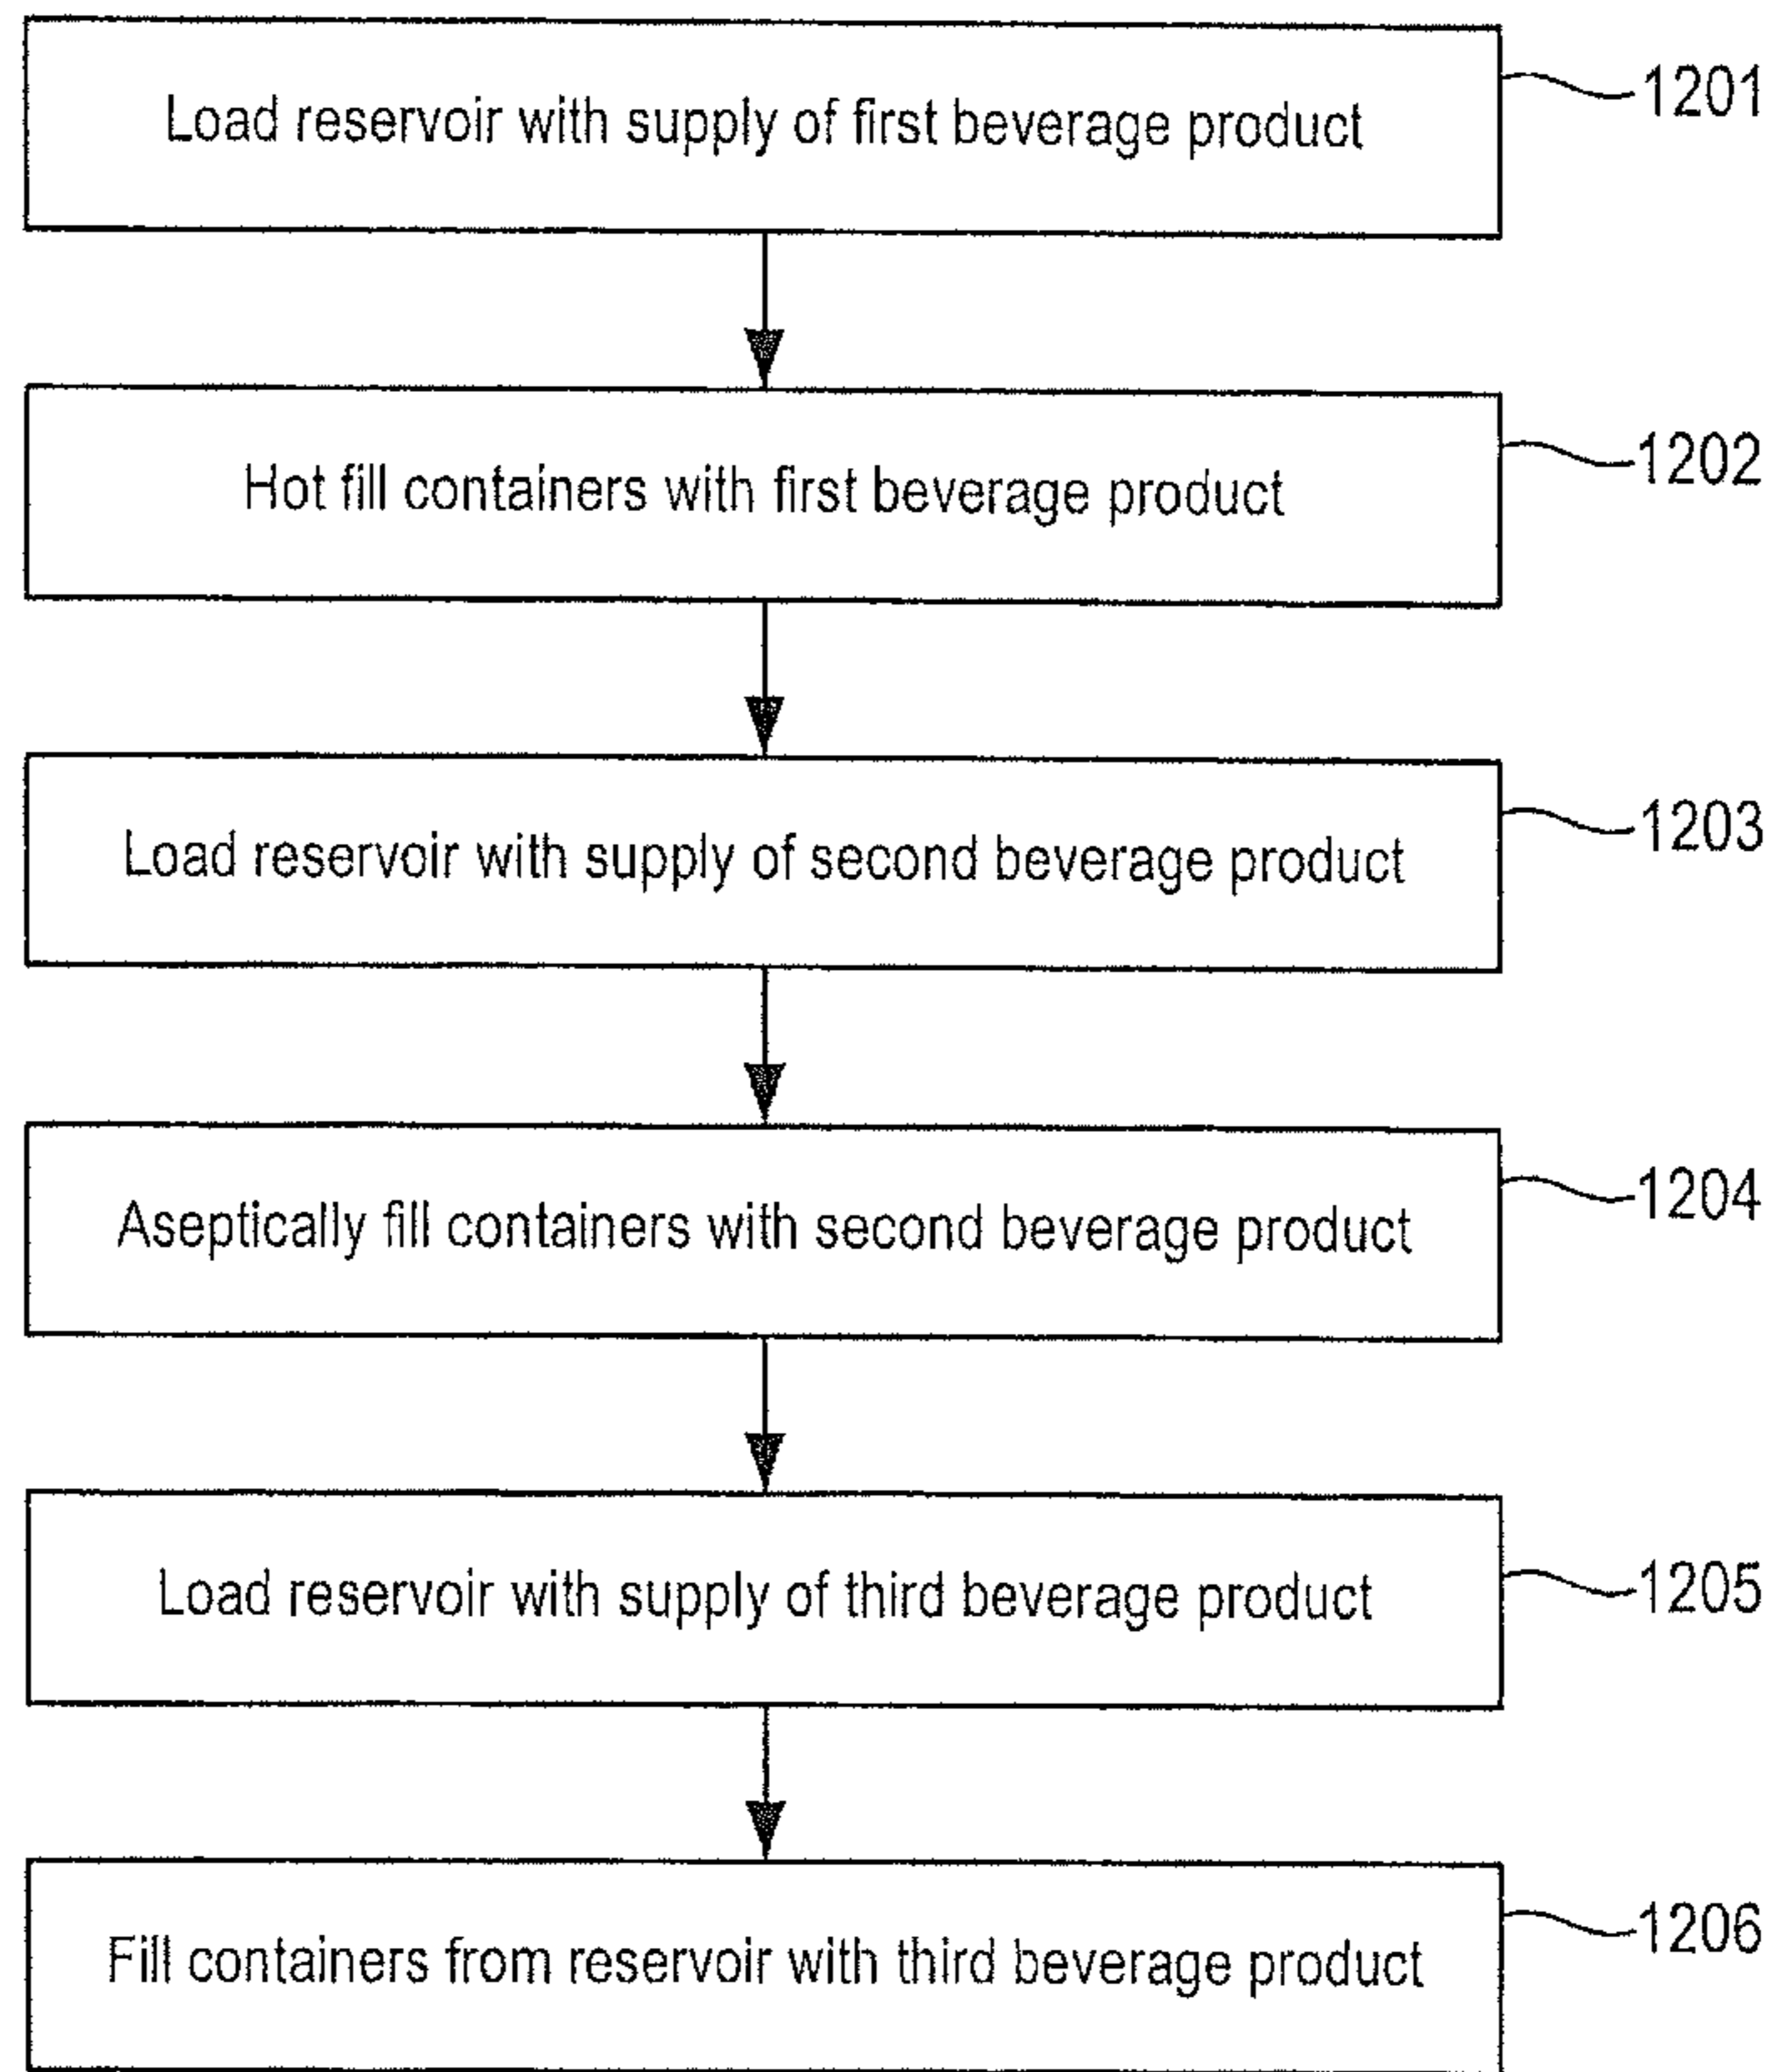 Load reservoir with supply of first beverage product
1201
Hot fill containers with first beverage product
1202
Load reservoir with supply of second beverage product
1203
Aseptically fill containers with second beverage product
1204
Load reservoir with supply of third beverage product
1205
Fill containers from reservoir with third beverage product
1206